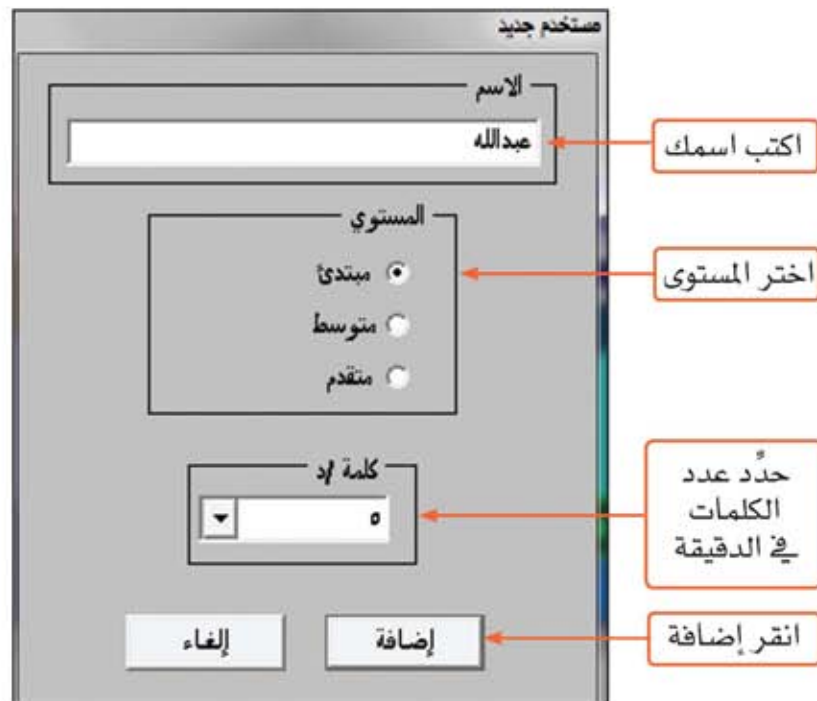 مستخدم جديد
الاسم
عبدالله
اكتب اسمك
المستوي
مبتدئ
اختر المستوى
متوسط
متقدم
كلمة /د
٥
حدِّد عدد
الكلمات
في الدقيقة
إضافة
إلغاء
انقر إضافة